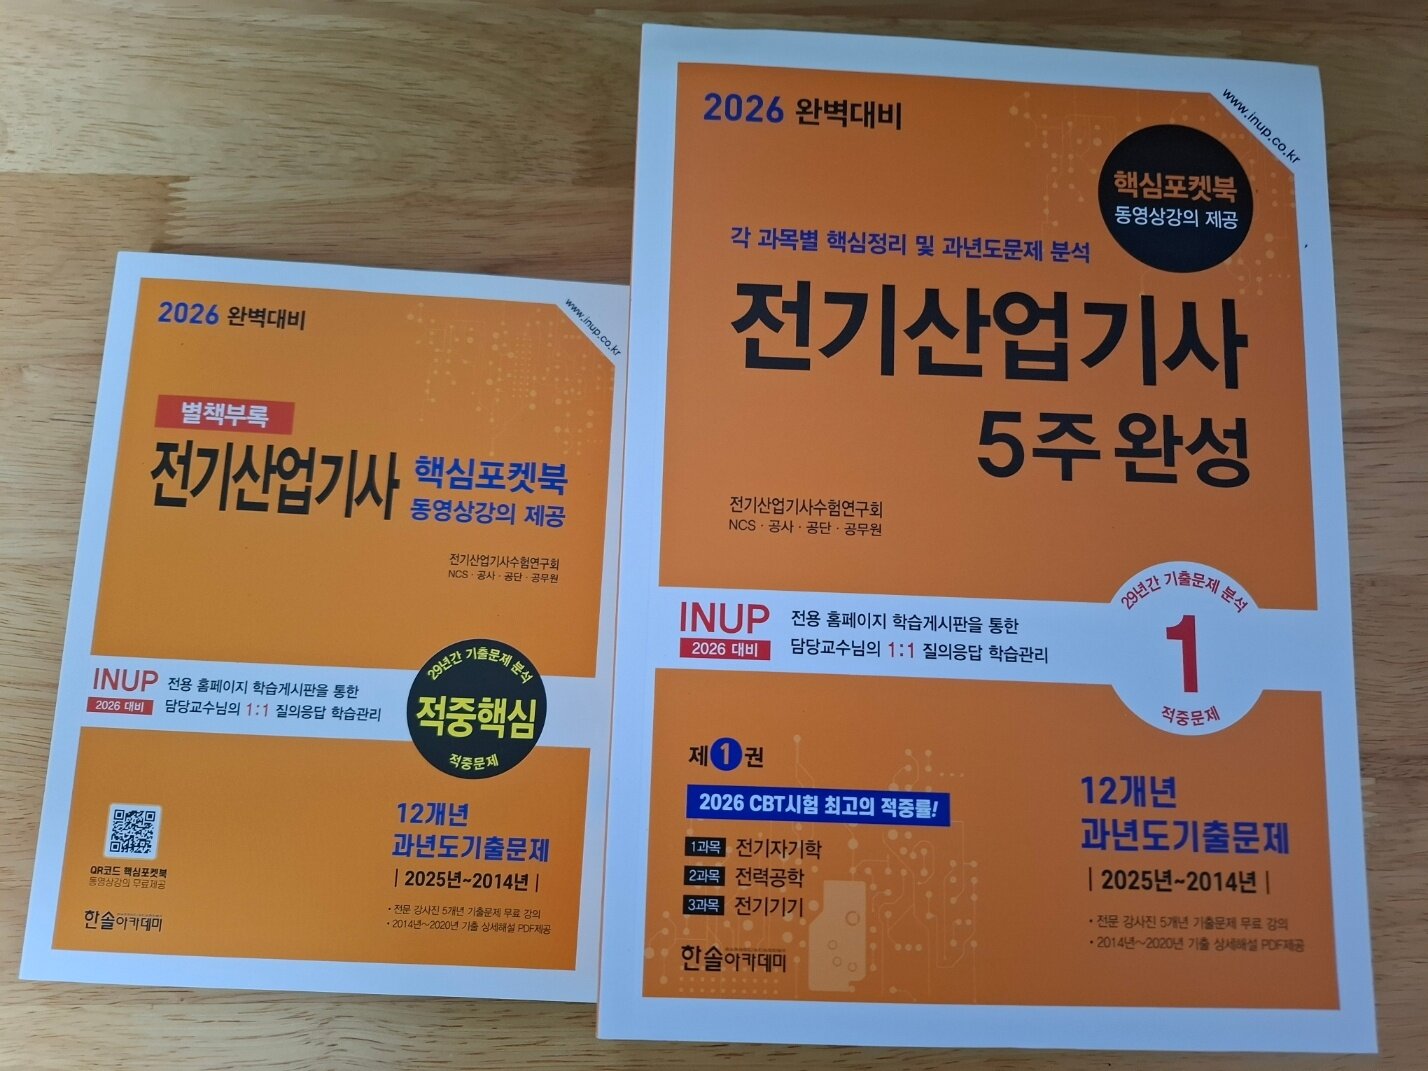 2026 완벽대비
www.inup.co.kr
별책부록
전기산업기사 핵심포켓북
동영상강의 제공
전기산업기사수험연구회
NCS · 공사 · 공단 · 공무원
INUP
2026 대비
전용 홈페이지 학습게시판을 통한
담당교수님의 1:1 질의응답 학습관리
29년간 기출문제 분석
적중핵심
적중문제
12개년
과년도기출문제
| 2025년~2014년 |
• 전문 강사진 5개년 기출문제 무료 강의
• 2014년~2020년 기출 상세해설 PDF제공
QR코드 핵심포켓북
동영상강의 무료제공
한솔아카데미
2026 완벽대비
www.inup.co.kr
핵심포켓북
동영상강의 제공
각 과목별 핵심정리 및 과년도문제 분석
전기산업기사
5주완성
전기산업기사수험연구회
NCS · 공사 · 공단 · 공무원
INUP
2026 대비
전용 홈페이지 학습게시판을 통한
담당교수님의 1:1 질의응답 학습관리
29년간 기출문제 분석
1
적중문제
제1권
2026 CBT시험 최고의 적중률!
1과목 전기자기학
2과목 전력공학
3과목 전기기기
한솔아카데미
12개년
과년도기출문제
| 2025년~2014년 |
• 전문 강사진 5개년 기출문제 무료 강의
• 2014년~2020년 기출 상세해설 PDF제공